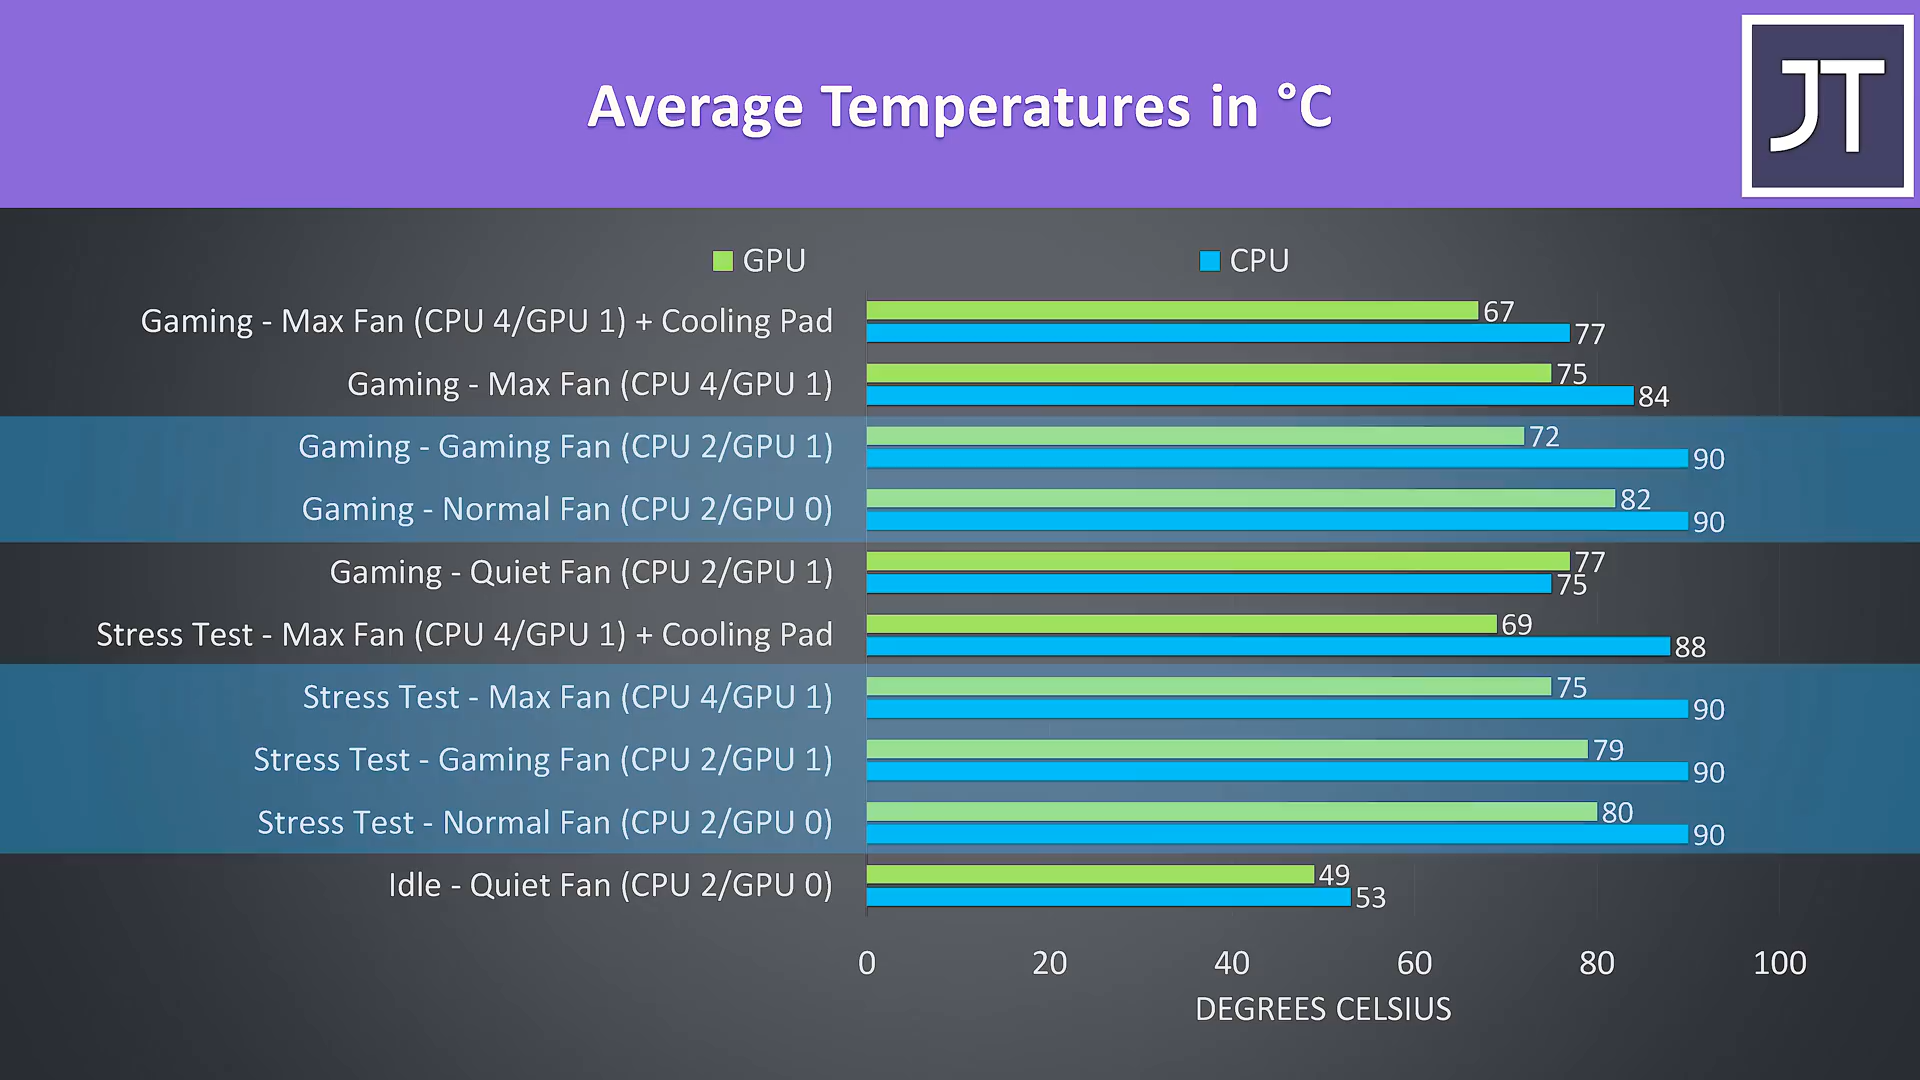 Average Temperatures in °C
JT
GPU
CPU
Gaming - Max Fan (CPU 4/GPU 1) + Cooling Pad
67
77
Gaming - Max Fan (CPU 4/GPU 1)
75
84
Gaming - Gaming Fan (CPU 2/GPU 1)
72
90
Gaming - Normal Fan (CPU 2/GPU 0)
82
90
Gaming - Quiet Fan (CPU 2/GPU 1)
77
75
Stress Test - Max Fan (CPU 4/GPU 1) + Cooling Pad
69
88
Stress Test - Max Fan (CPU 4/GPU 1)
75
90
Stress Test - Gaming Fan (CPU 2/GPU 1)
79
90
Stress Test - Normal Fan (CPU 2/GPU 0)
80
90
Idle - Quiet Fan (CPU 2/GPU 0)
49
53
0 20 40 60 80 100
DEGREES CELSIUS